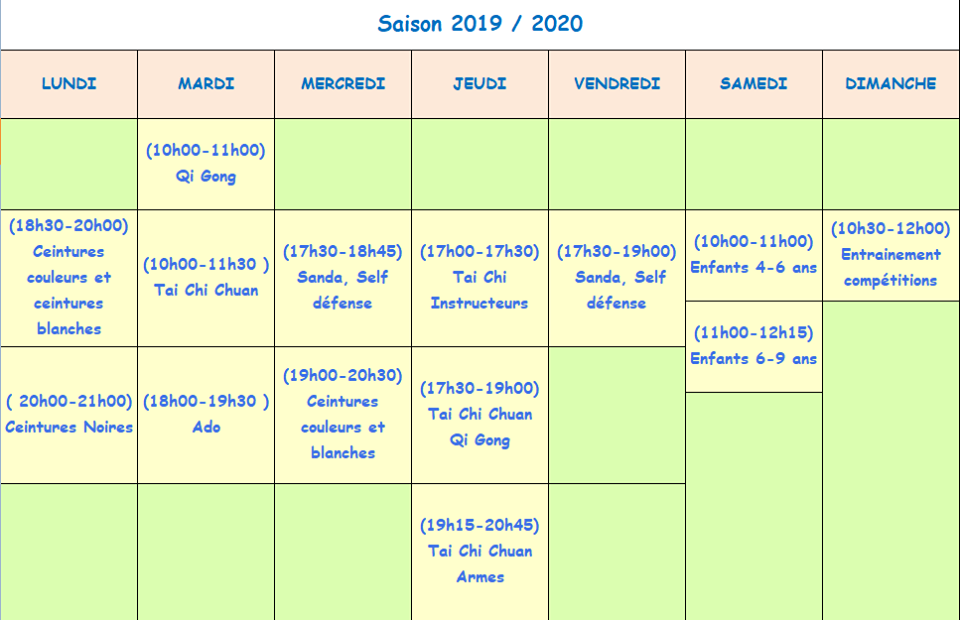 Saison 2019 / 2020
LUNDI MARDI MERCREDI JEUDI VENDREDI SAMEDI DIMANCHE
(10h00-11h00)
Qi Gong
(18h30-20h00)
Ceintures
couleurs et
ceintures
blanches
(10h00-11h30 )
Tai Chi Chuan
(17h30-18h45)
Sanda, Self
défense
(17h00-17h30)
Tai Chi
Instructeurs
(17h30-19h00)
Sanda, Self
défense
(10h00-11h00)
Enfants 4-6 ans
(10h30-12h00)
Entrainement
compétitions
(11h00-12h15)
Enfants 6-9 ans
( 20h00-21h00)
Ceintures Noires
(18h00-19h30 )
Ado
(19h00-20h30)
Ceintures
couleurs et
blanches
(17h30-19h00)
Tai Chi Chuan
Qi Gong
(19h15-20h45)
Tai Chi Chuan
Armes